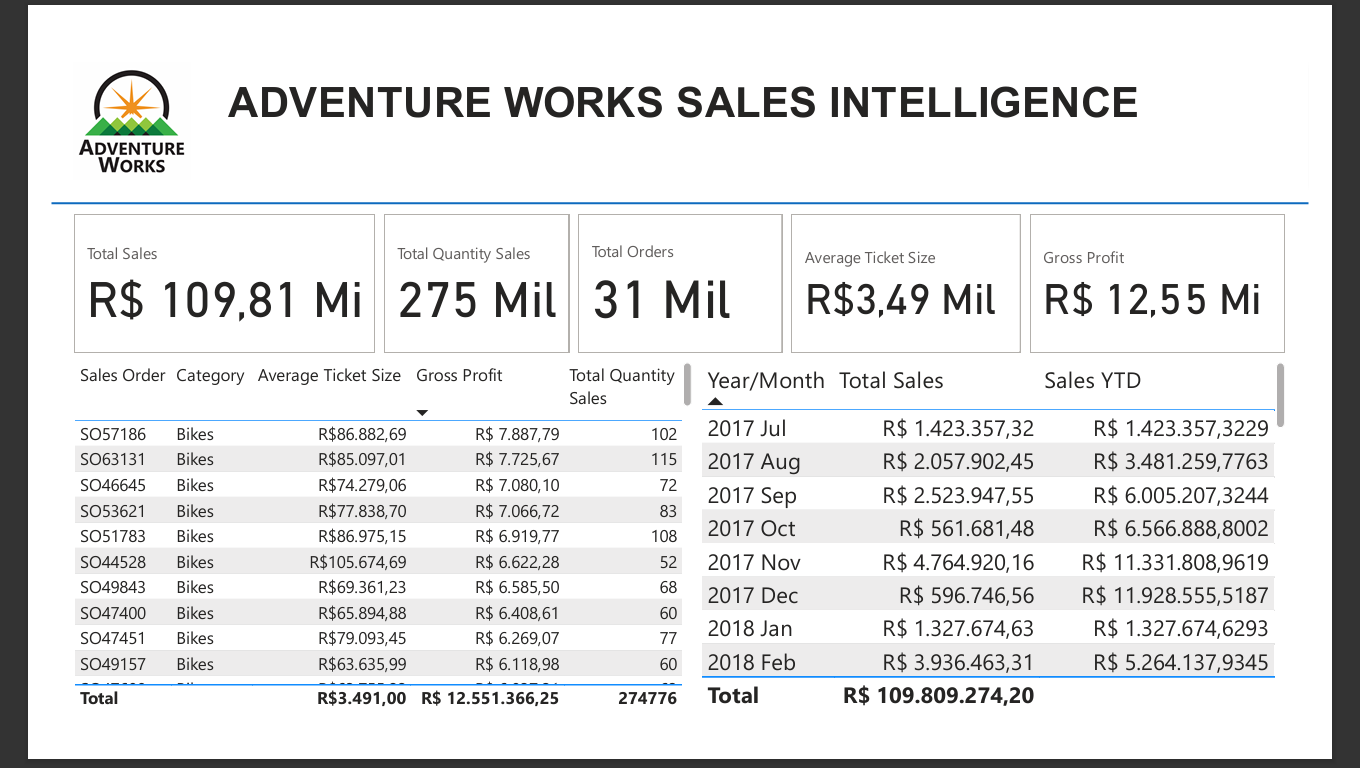 ADVENTURE WORKS SALES INTELLIGENCE
ADVENTURE
WORKS
Total Sales
R$ 109,81 Mi
Total Quantity Sales
275 Mil
Total Orders
31 Mil
Average Ticket Size
R$3,49 Mil
Gross Profit
R$ 12,55 Mi
Sales Order Category Average Ticket Size Gross Profit Total Quantity Sales
SO57186 Bikes R$86.882,69 R$ 7.887,79 102
SO63131 Bikes R$85.097,01 R$ 7.725,67 115
SO46645 Bikes R$74.279,06 R$ 7.080,10 72
SO53621 Bikes R$77.838,70 R$ 7.066,72 83
SO51783 Bikes R$86.975,15 R$ 6.919,77 108
SO44528 Bikes R$105.674,69 R$ 6.622,28 52
SO49843 Bikes R$69.361,23 R$ 6.585,50 68
SO47400 Bikes R$65.894,88 R$ 6.408,61 60
SO47451 Bikes R$79.093,45 R$ 6.269,07 77
SO49157 Bikes R$63.635,99 R$ 6.118,98 60
Total R$3.491,00 R$ 12.551.366,25 274776
Year/Month Total Sales Sales YTD
2017 Jul R$ 1.423.357,32 R$ 1.423.357,3229
2017 Aug R$ 2.057.902,45 R$ 3.481.259,7763
2017 Sep R$ 2.523.947,55 R$ 6.005.207,3244
2017 Oct R$ 561.681,48 R$ 6.566.888,8002
2017 Nov R$ 4.764.920,16 R$ 11.331.808,9619
2017 Dec R$ 596.746,56 R$ 11.928.555,5187
2018 Jan R$ 1.327.674,63 R$ 1.327.674,6293
2018 Feb R$ 3.936.463,31 R$ 5.264.137,9345
Total R$ 109.809.274,20